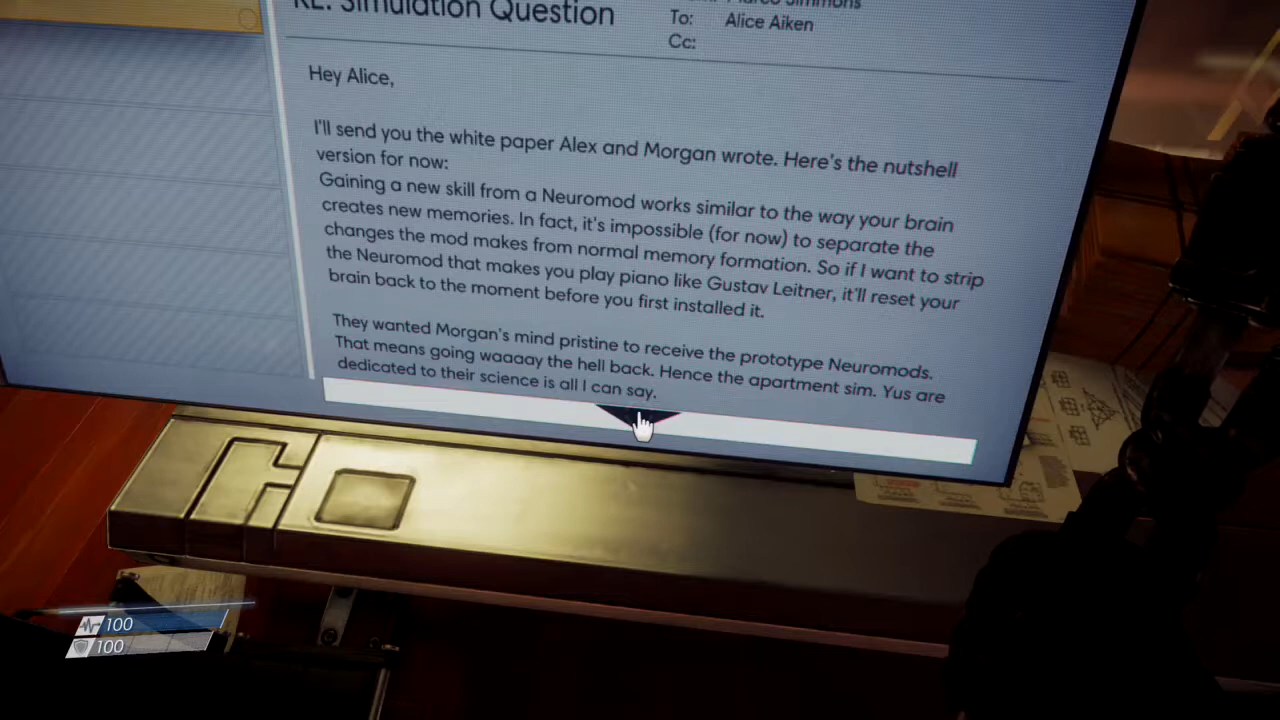 RE: Simulation Question
Simmons
To: Alice Aiken
Cc:
Hey Alice,
I'll send you the white paper Alex and Morgan wrote. Here's the nutshell
version for now:
Gaining a new skill from a Neuromod works similar to the way your brain
creates new memories. In fact, it's impossible (for now) to separate the
changes the mod makes from normal memory formation. So if I want to strip
the Neuromod that makes you play piano like Gustav Leitner, it'll reset your
brain back to the moment before you first installed it.
They wanted Morgan's mind pristine to receive the prototype Neuromods.
That means going waaaay the hell back. Hence the apartment sim. Yus are
dedicated to their science is all I can say.
100
100